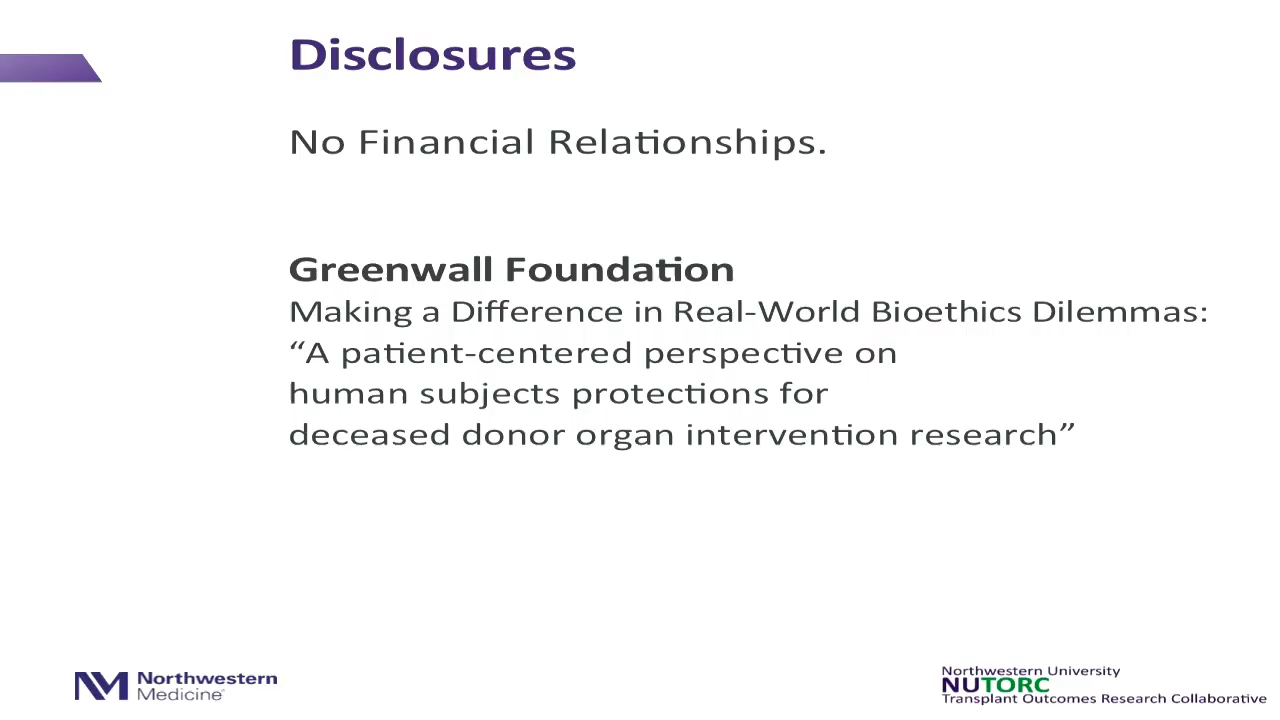 Disclosures
No Financial Relationships.
Greenwall Foundation
Making a Difference in Real-World Bioethics Dilemmas:
“A patient-centered perspective on
human subjects protections for
deceased donor organ intervention research”
Northwestern
Medicine®
Northwestern University
NUTORC
Transplant Outcomes Research Collaborative